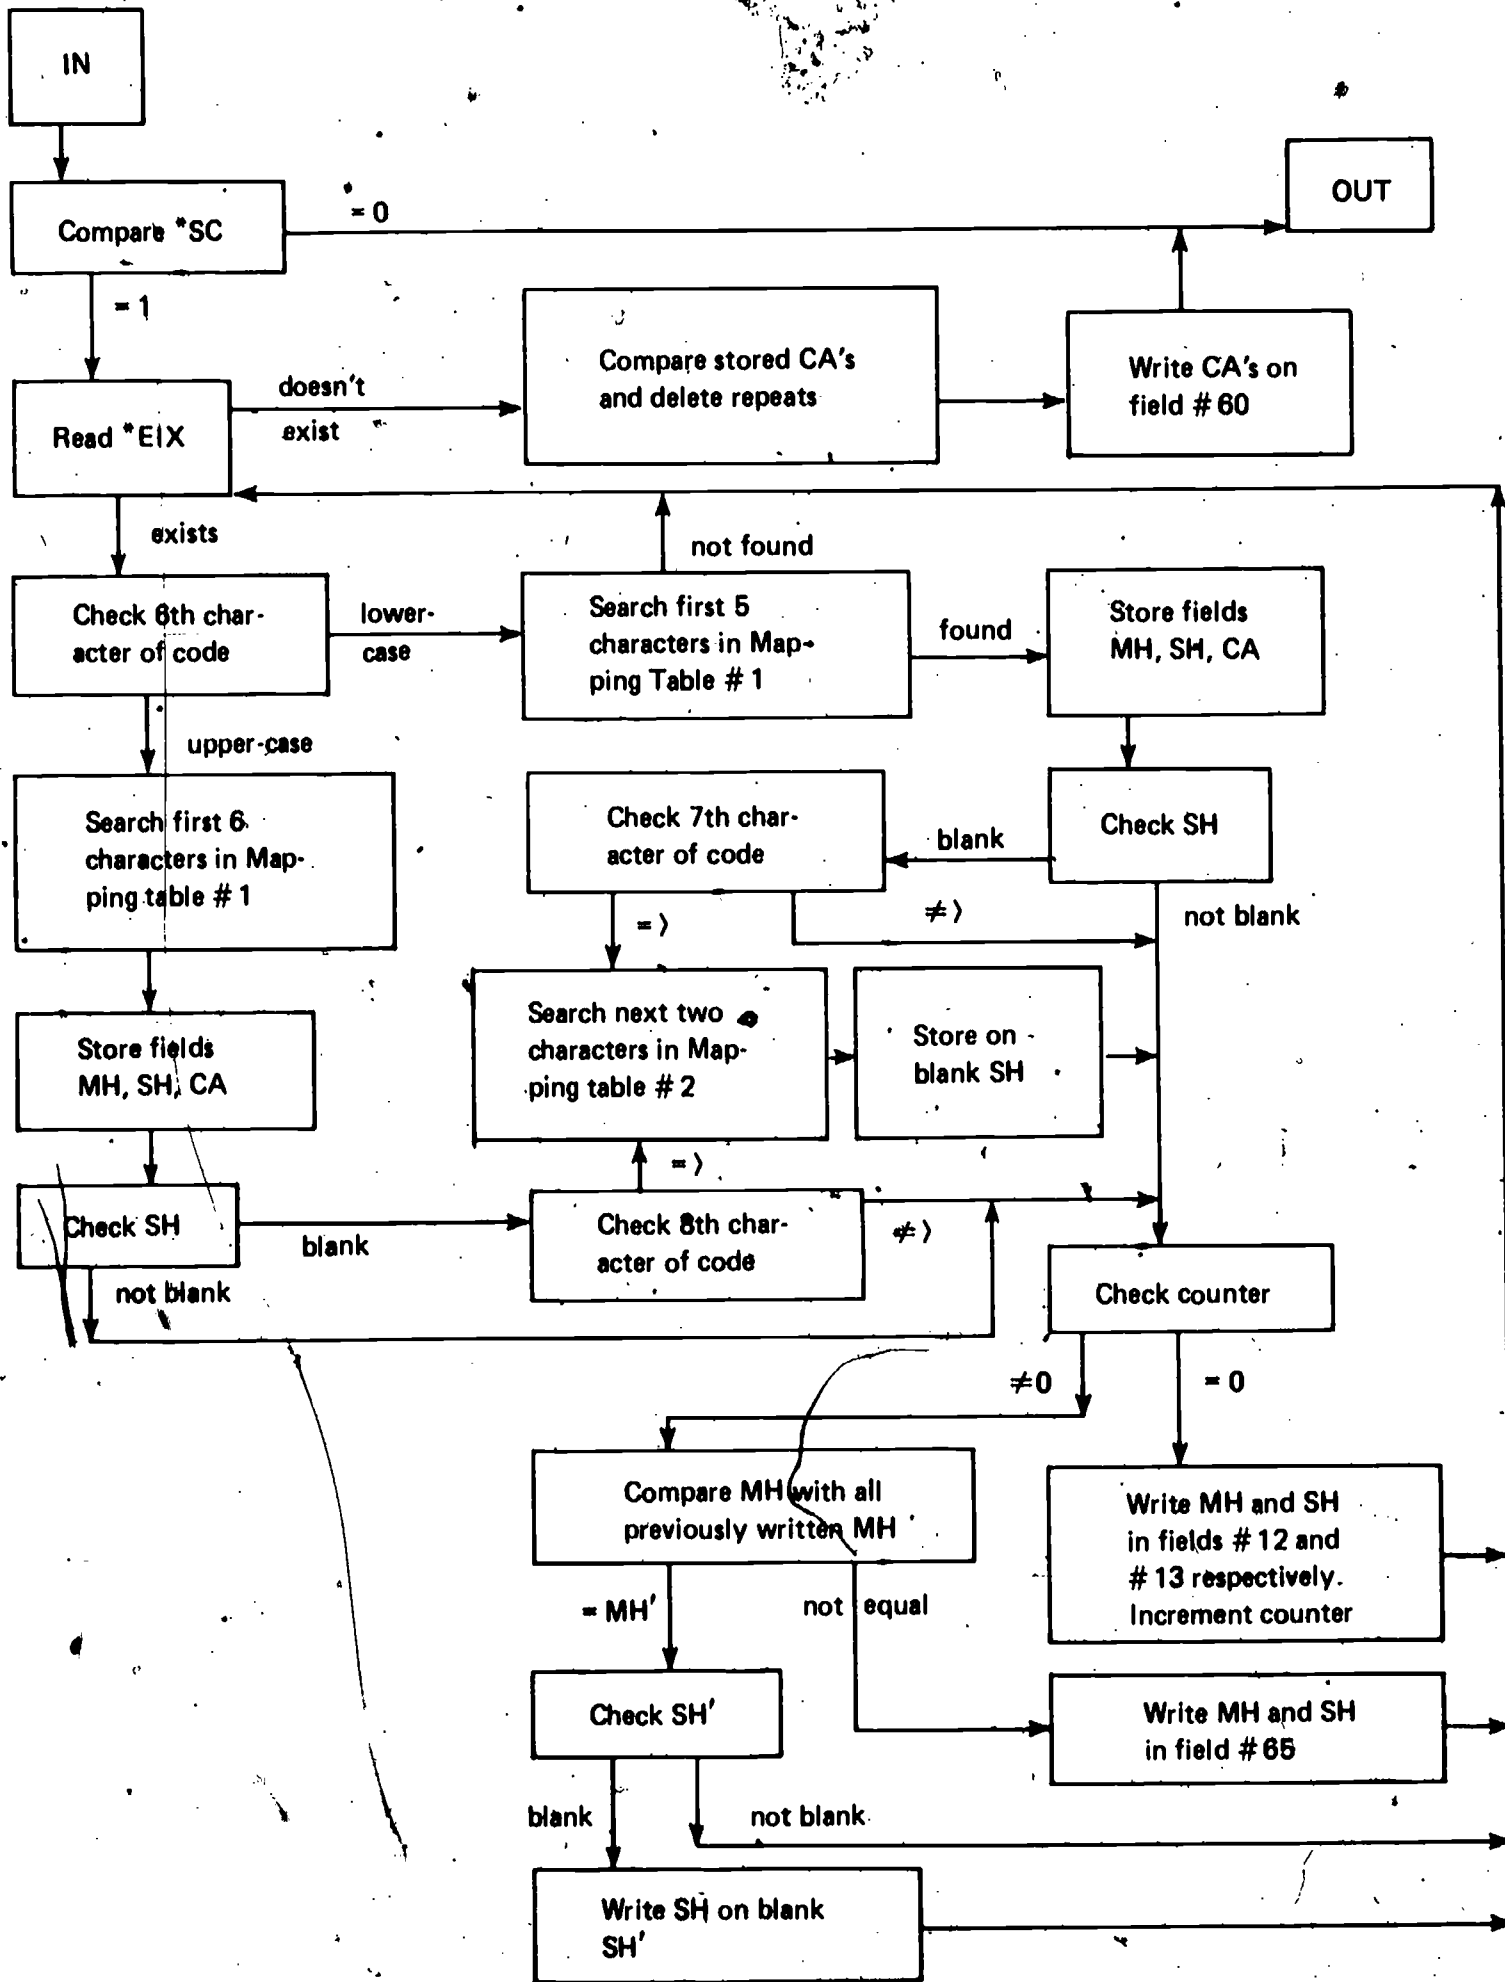 IN
OUT
Compare *SC
= 0
= 1
Read *EIX
doesn't
exist
Compare stored CA's
and delete repeats
Write CA's on
field # 60
exists
not found
Check 6th char-
acter of code
lower-
case
Search first 5
characters in Map-
ping Table # 1
found
Store fields
MH, SH, CA
upper-case
Search first 6
characters in Map-
ping table # 1
Check 7th char-
acter of code
blank
Check SH
= >
≠ >
not blank
Store fields
MH, SH, CA
Search next two
characters in Map-
ping table # 2
Store on
blank SH
= >
Check SH
blank
Check 8th char-
acter of code
≠ >
not blank
Check counter
≠0
= 0
Compare MH with all
previously written MH
Write MH and SH
in fields # 12 and
# 13 respectively.
Increment counter
= MH'
not equal
Check SH'
Write MH and SH
in field # 65
blank
not blank
Write SH on blank
SH'